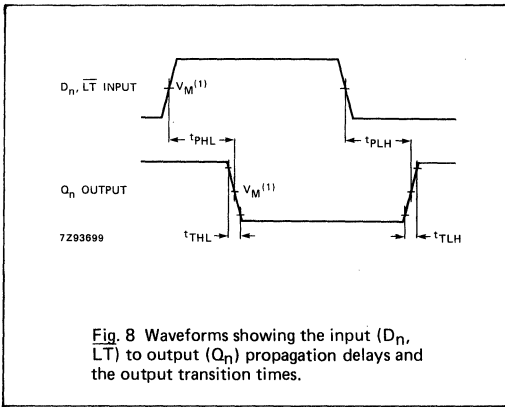 Dn, LT INPUT
VM(1)
tPHL
tPLH
Qn OUTPUT
VM(1)
7Z93699
tTHL
tTLH
Fig. 8 Waveforms showing the input (Dn,
LT) to output (Qn) propagation delays and
the output transition times.